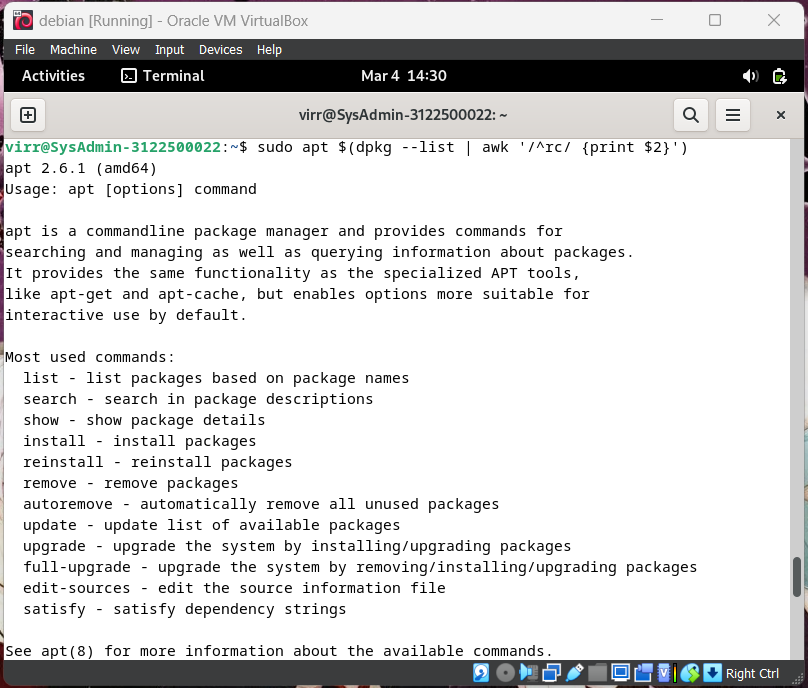 debian [Running] - Oracle VM VirtualBox
File Machine View Input Devices Help
Activities Terminal Mar 4 14:30
virr@SysAdmin-3122500022: ~
virr@SysAdmin-3122500022:~$ sudo apt $(dpkg --list | awk '/^rc/ {print $2}')
apt 2.6.1 (amd64)
Usage: apt [options] command

apt is a commandline package manager and provides commands for
searching and managing as well as querying information about packages.
It provides the same functionality as the specialized APT tools,
like apt-get and apt-cache, but enables options more suitable for
interactive use by default.

Most used commands:
  list - list packages based on package names
  search - search in package descriptions
  show - show package details
  install - install packages
  reinstall - reinstall packages
  remove - remove packages
  autoremove - automatically remove all unused packages
  update - update list of available packages
  upgrade - upgrade the system by installing/upgrading packages
  full-upgrade - upgrade the system by removing/installing/upgrading packages
  edit-sources - edit the source information file
  satisfy - satisfy dependency strings

See apt(8) for more information about the available commands.
Right Ctrl